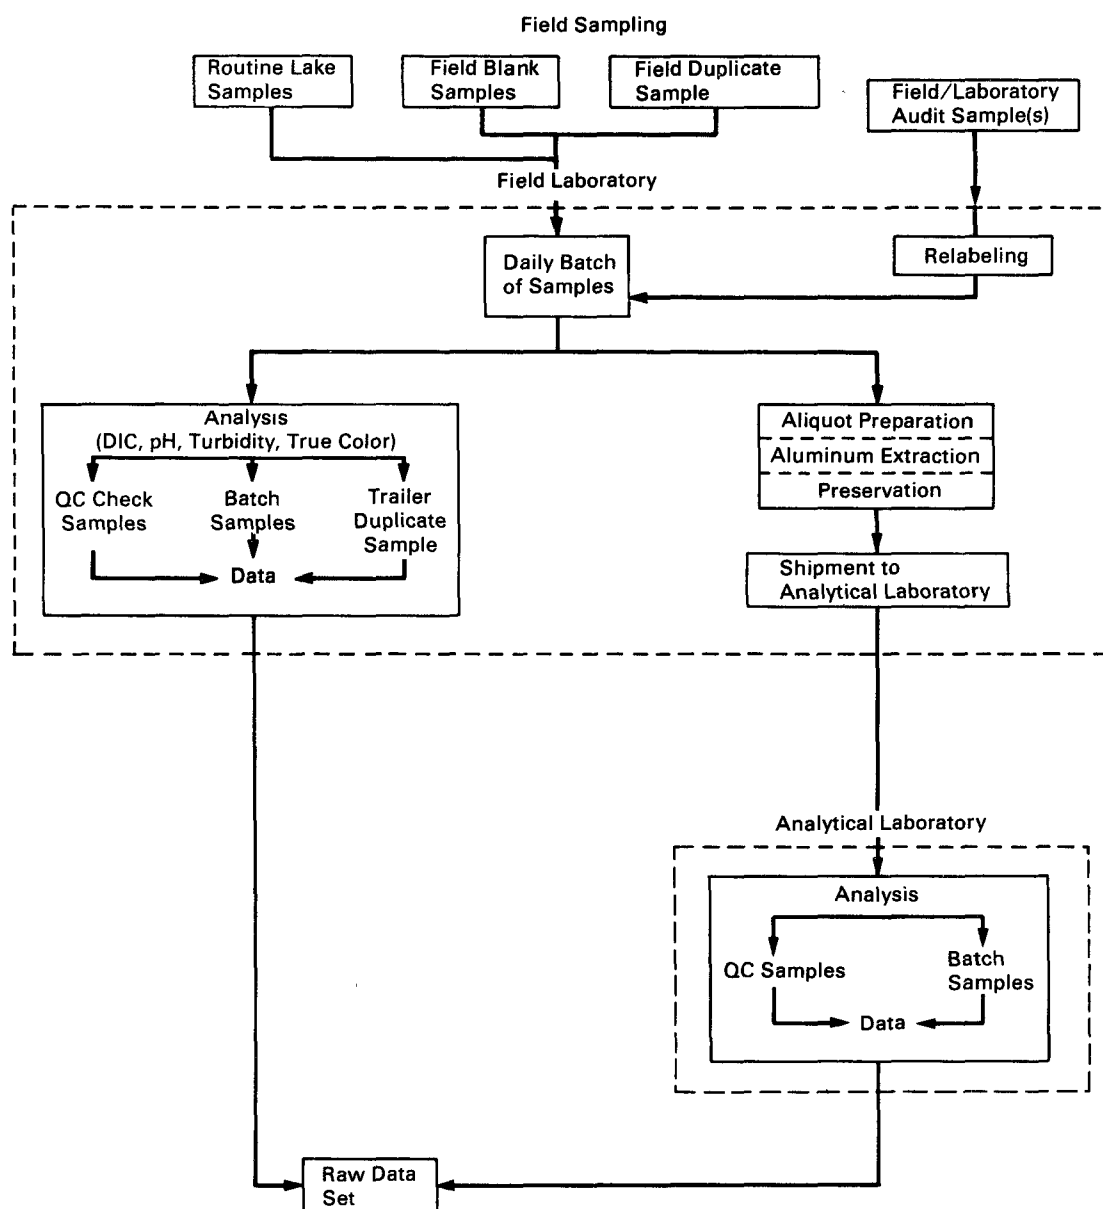 Field Sampling
Routine Lake
Samples
Field Blank
Samples
Field Duplicate
Sample
Field/Laboratory
Audit Sample(s)
Field Laboratory
Daily Batch
of Samples
Relabeling
Analysis
(DIC, pH, Turbidity, True Color)
QC Check
Samples
Batch
Samples
Trailer
Duplicate
Sample
Data
Aliquot Preparation
Aluminum Extraction
Preservation
Shipment to
Analytical Laboratory
Analytical Laboratory
Analysis
QC Samples
Batch
Samples
Data
Raw Data
Set